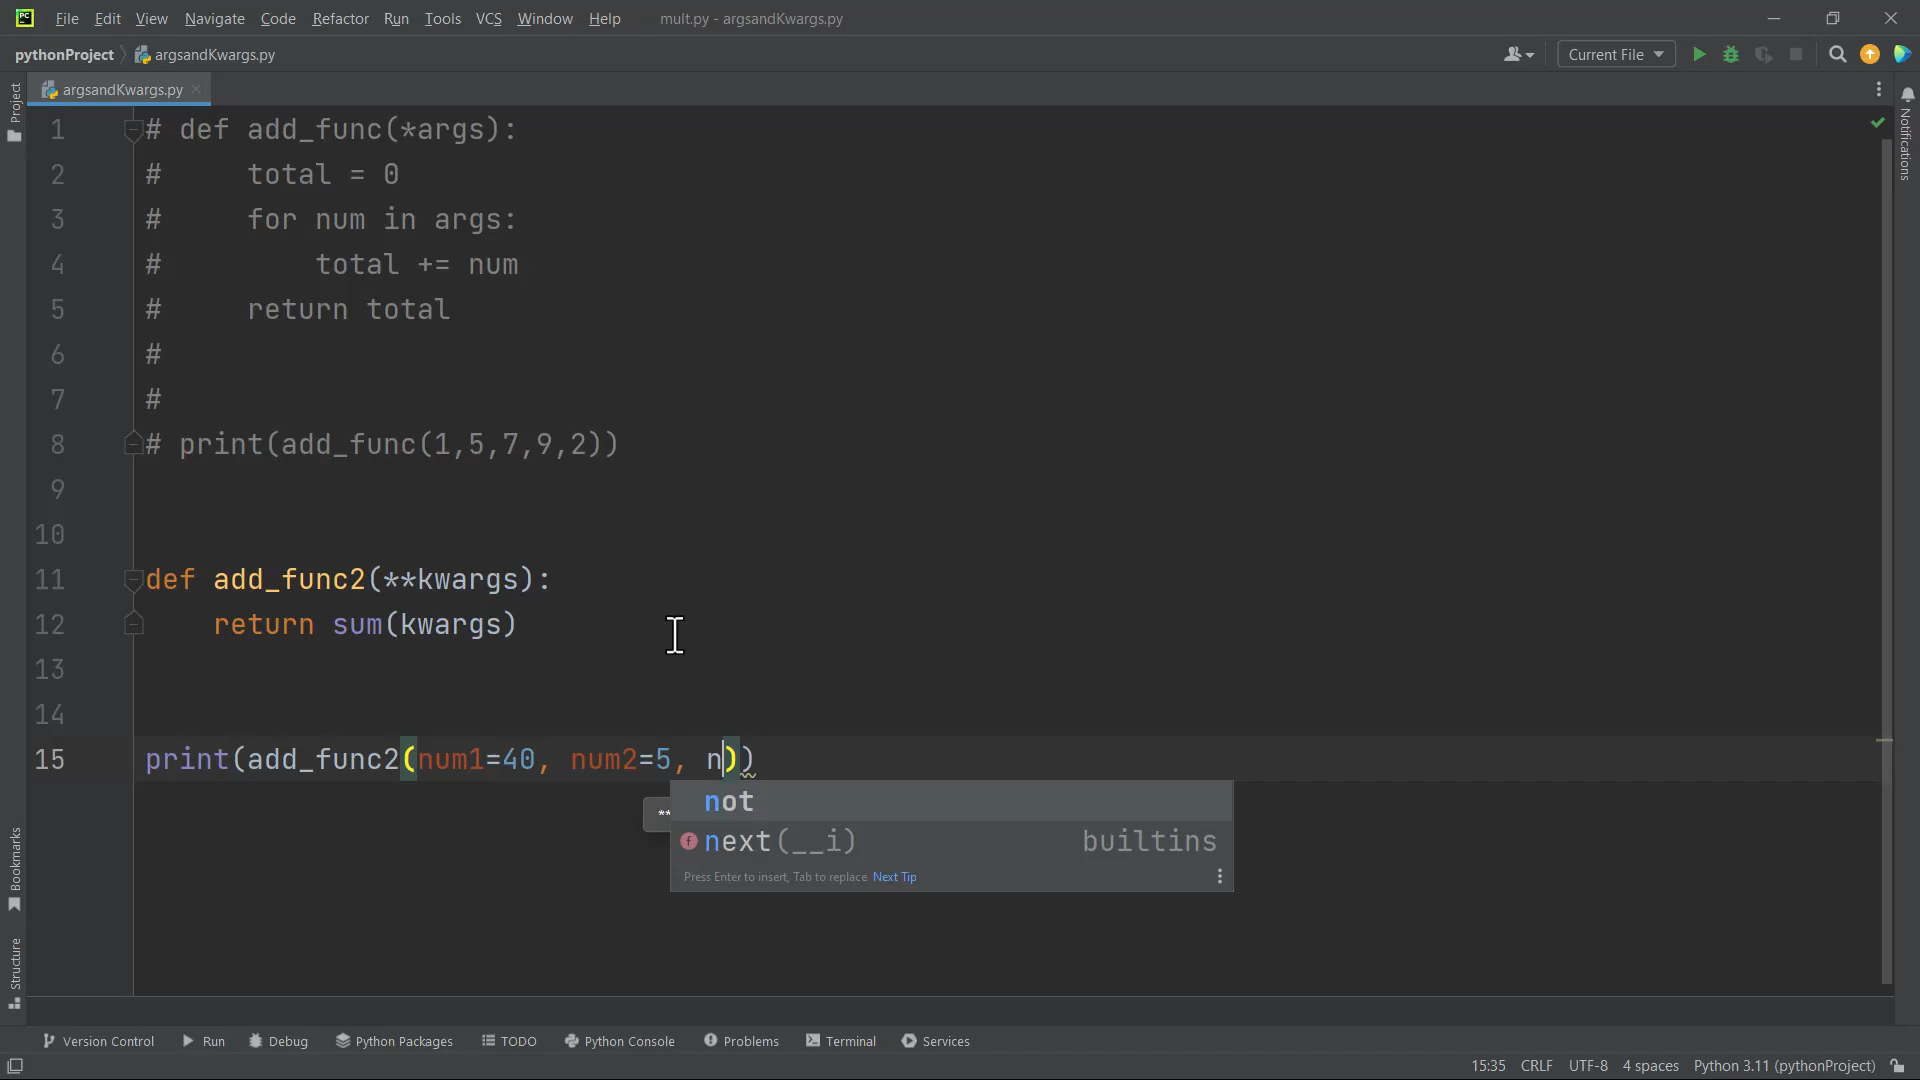 PC
File Edit View Navigate Code Refactor Run Tools VCS Window Help mult.py - argsandKwargs.py
pythonProject argsandKwargs.py Current File
Project
argsandKwargs.py
Notifications
1 # def add_func(*args):
2 #     total = 0
3 #     for num in args:
4 #         total += num
5 #     return total
6 #
7 #
8 # print(add_func(1,5,7,9,2))
9
10
11 def add_func2(**kwargs):
12     return sum(kwargs)
13
14
15 print(add_func2(num1=40, num2=5, n))
** not
f next(__i) builtins
Press Enter to insert, Tab to replace Next Tip
Bookmarks
Structure
Version Control Run Debug Python Packages TODO Python Console Problems Terminal Services
15:35 CRLF UTF-8 4 spaces Python 3.11 (pythonProject)